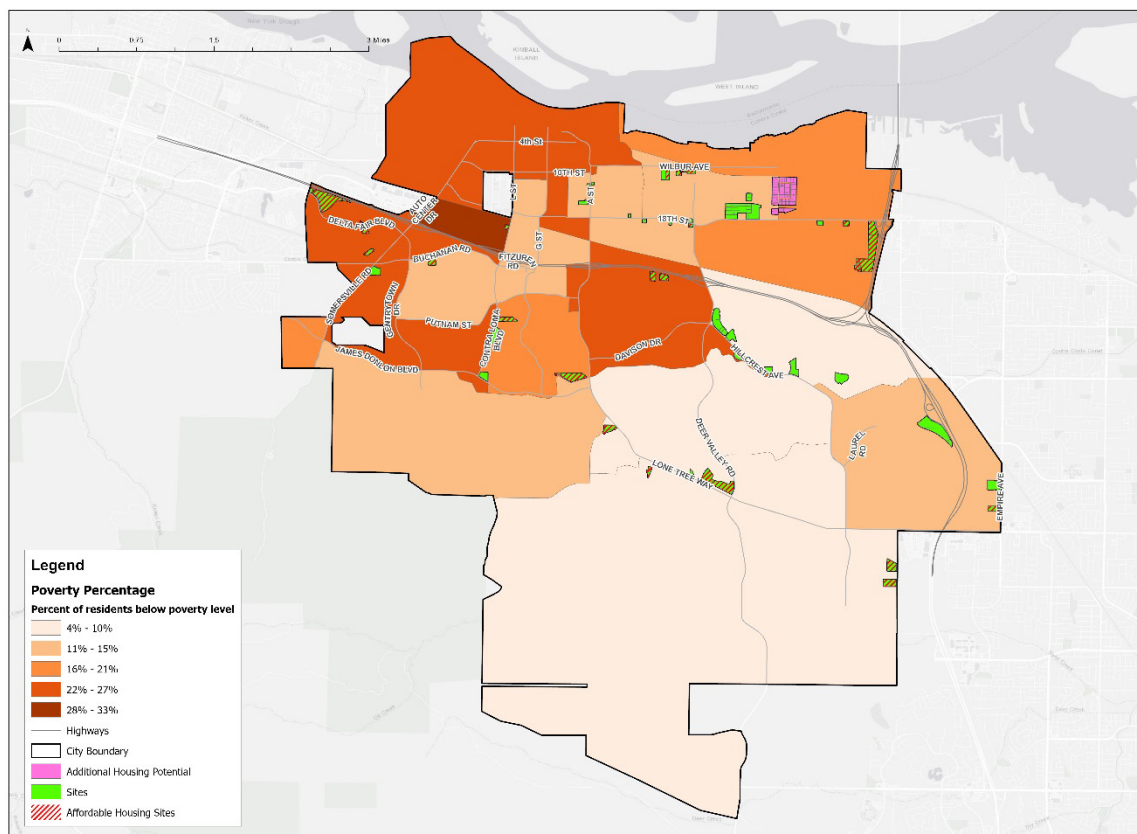 N
0 0.75 1.5 3 Miles
KIMBALL
ISLAND
WEST ISLAND
4th St
WILBUR AVE
10TH ST
L ST
A ST
AUTO
CENTER
DR
18TH ST
DELTA FAIR BLVD
G ST
BUCHANAN RD
FITZUREN
RD
SOMERSVILLE RD
GENTRYTOWN
DR
PUTNAM ST
CONTRA LOMA
BLVD
JAMES DONLON BLVD
DAVISON DR
HILLCREST AVE
DEER VALLEY RD
LAUREL
RD
LONE TREE WAY
EMPIRE AVE
Legend
Poverty Percentage
Percent of residents below poverty level
4% - 10%
11% - 15%
16% - 21%
22% - 27%
28% - 33%
Highways
City Boundary
Additional Housing Potential
Sites
Affordable Housing Sites